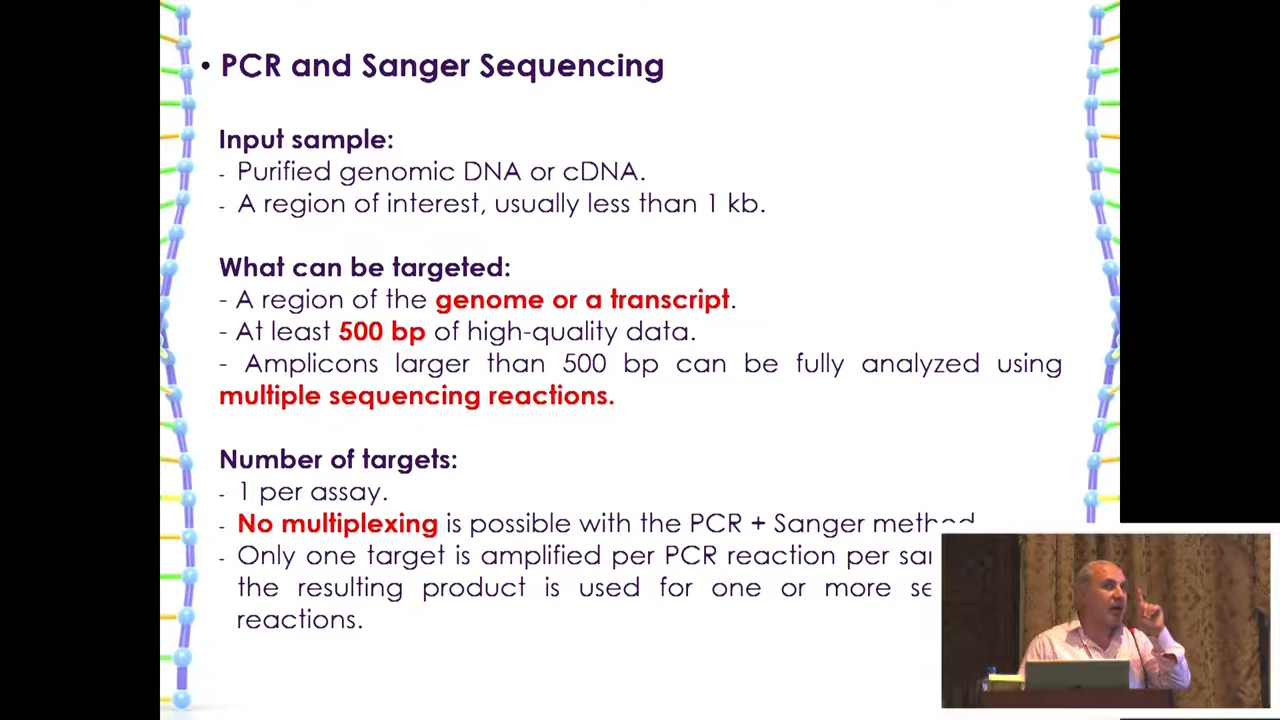 • PCR and Sanger Sequencing
Input sample:
- Purified genomic DNA or cDNA.
- A region of interest, usually less than 1 kb.
What can be targeted:
- A region of the genome or a transcript.
- At least 500 bp of high-quality data.
- Amplicons larger than 500 bp can be fully analyzed using
multiple sequencing reactions.
Number of targets:
- 1 per assay.
- No multiplexing is possible with the PCR + Sanger method
- Only one target is amplified per PCR reaction per
the resulting product is used for one or more
reactions.